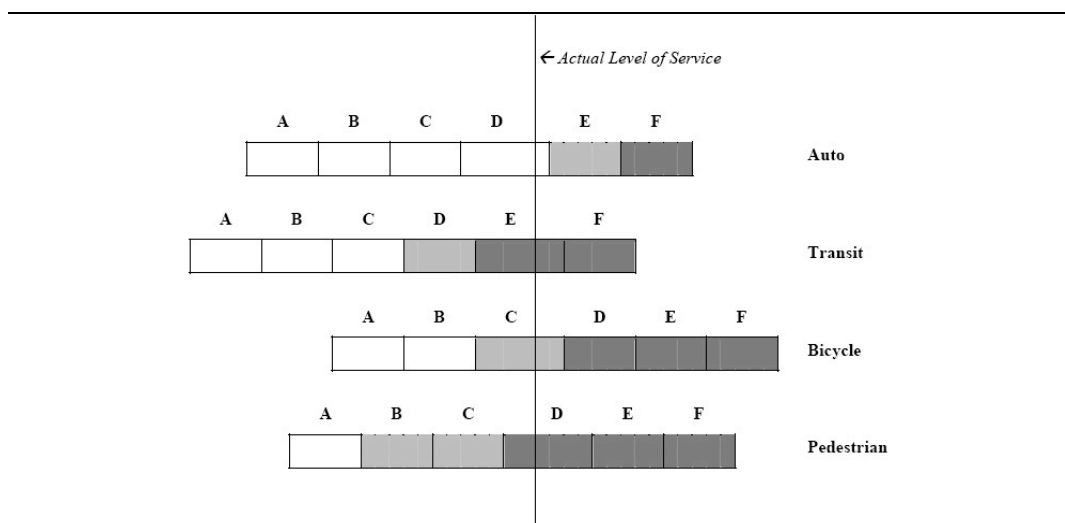 ← Actual Level of Service
A B C D E F
Auto
A B C D E F
Transit
A B C D E F
Bicycle
A B C D E F
Pedestrian